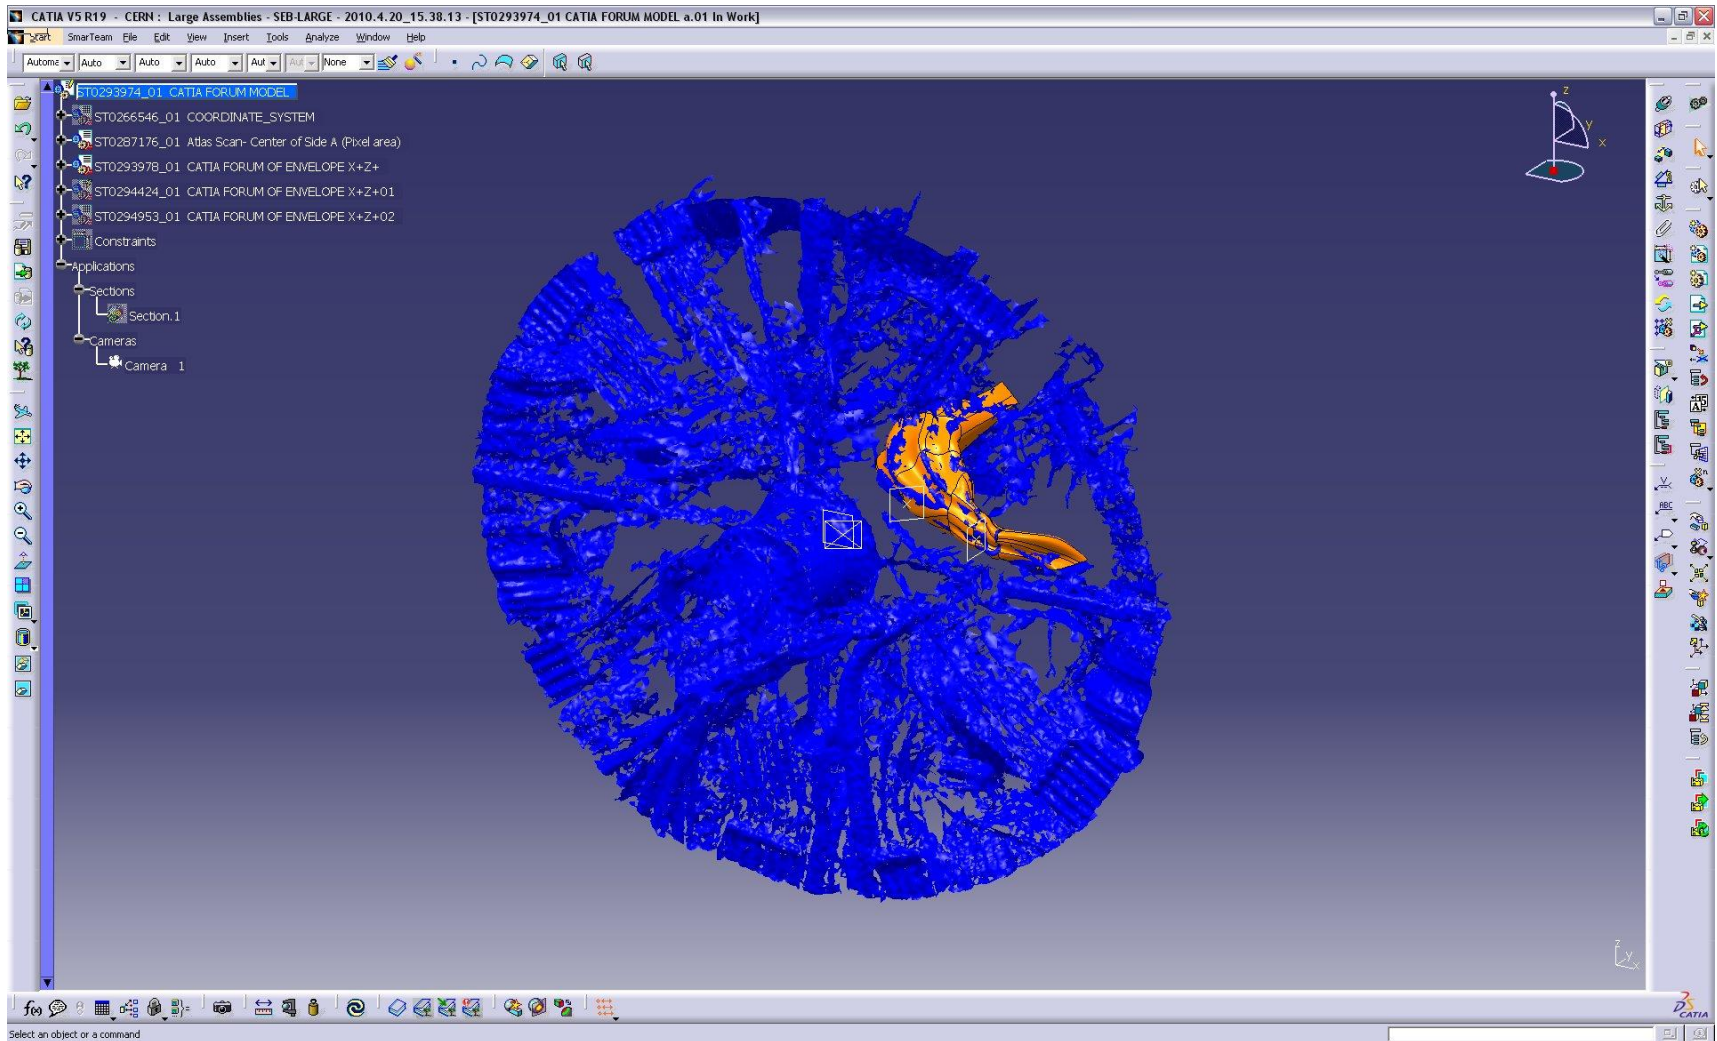 CATIA V5 R19 - CERN : Large Assemblies - SEB-LARGE - 2010.4.20_15.38.13 - [ST0293974_01 CATIA FORUM MODEL a.01 In Work]
Start SmarTeam File Edit View Insert Tools Analyze Window Help
Auto Auto Auto Aut None
ST0293974_01 CATIA FORUM MODEL
ST0266546_01 COORDINATE_SYSTEM
ST0287176_01 Atlas Scan- Center of Side A (Pixel area)
ST0293978_01 CATIA FORUM OF ENVELOPE X+Z+
ST0294424_01 CATIA FORUM OF ENVELOPE X+Z+01
ST0294953_01 CATIA FORUM OF ENVELOPE X+Z+02
Constraints
Applications
Sections
Section.1
Cameras
Camera 1
z
y
x
ABC
z
y
x
f(x)
CATIA
Select an object or a command